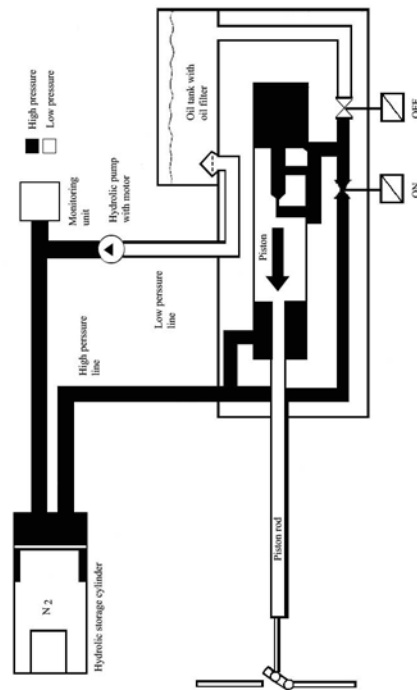 High pressure
Low pressure
Monitoring
unit
Hydrolic pump
with motor
Oil tank with
oil filter
High perssure
line
Low perssure
line
Piston
OFF
ON
N 2
Hydrolic storage cylinder
Piston rod